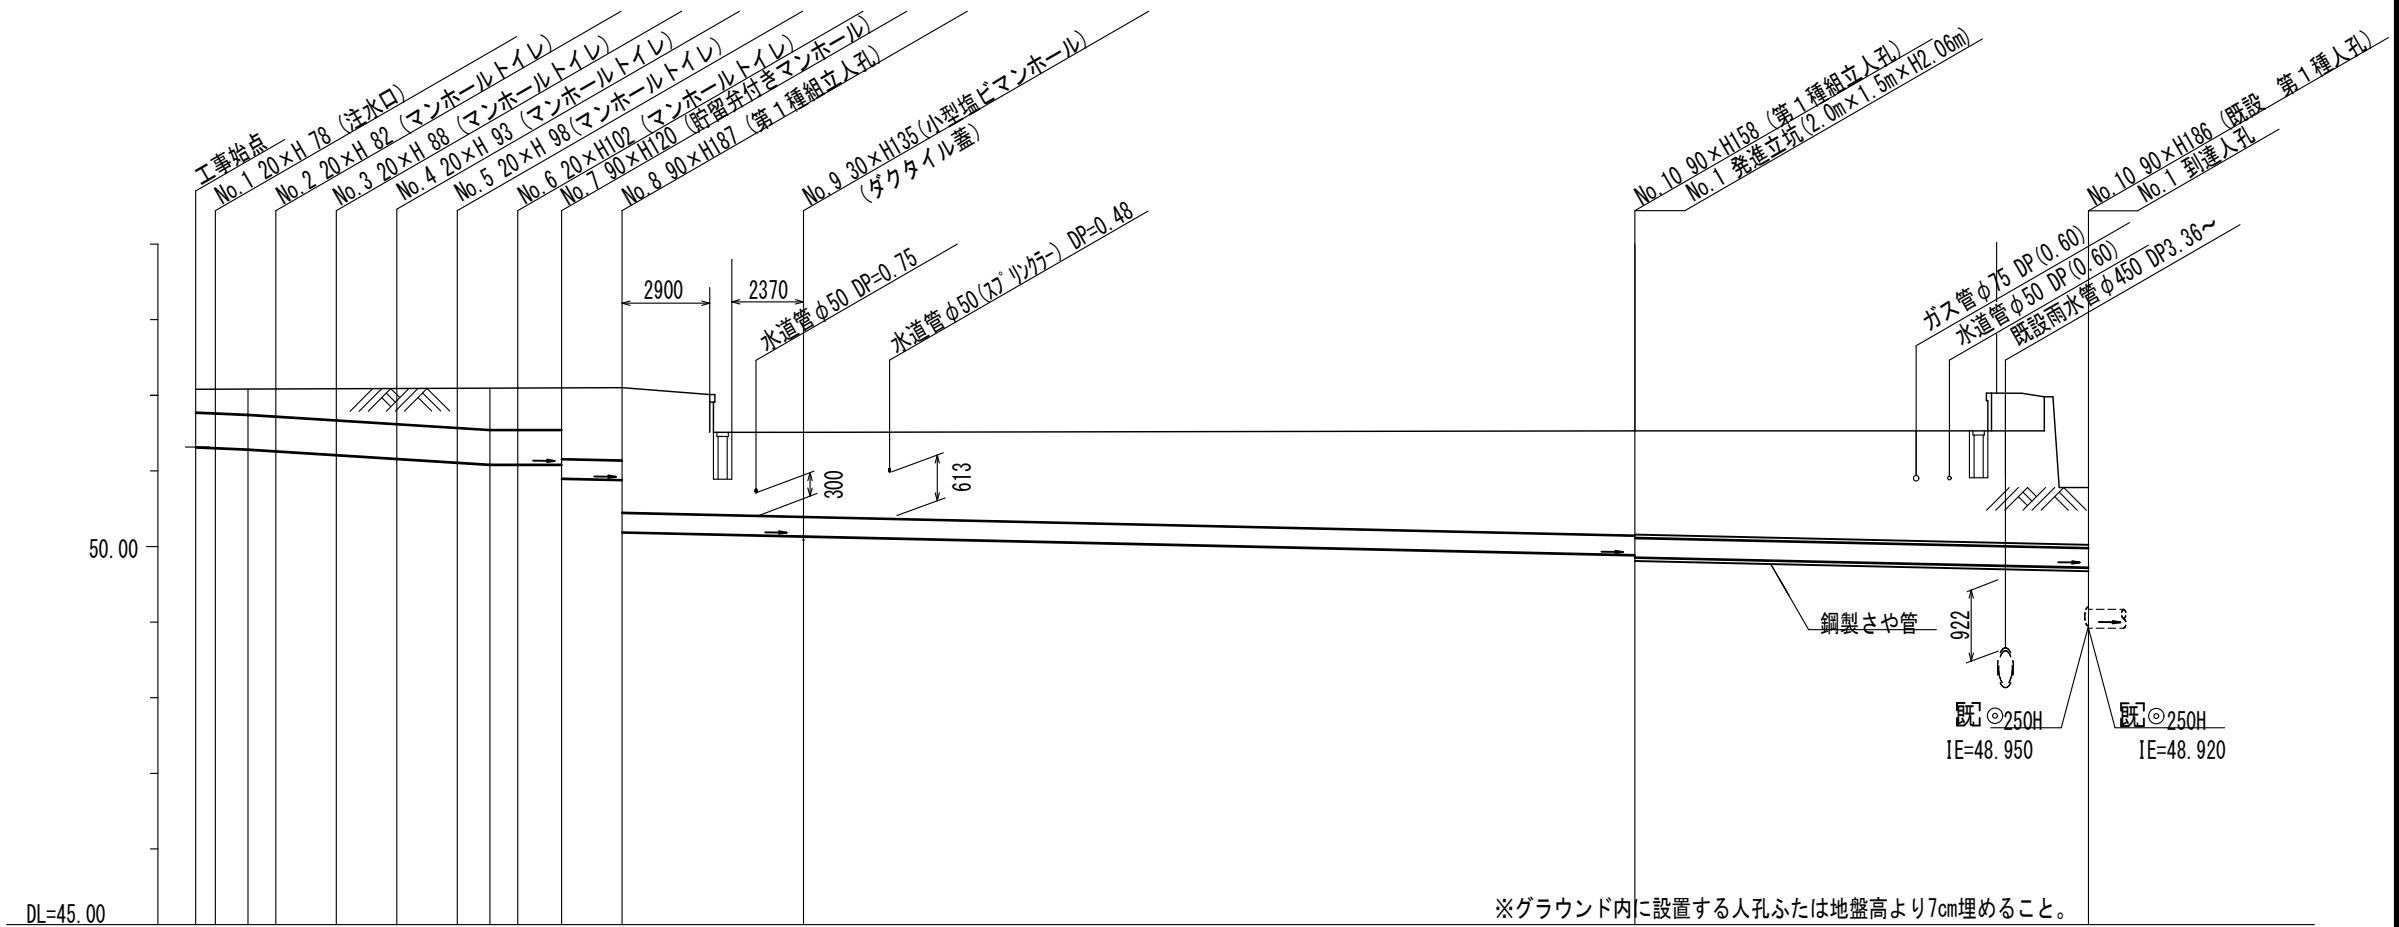 工事始点
No.1 20×H 78 (注水口)
No.2 20×H 82 (マンホールトイレ)
No.3 20×H 88 (マンホールトイレ)
No.4 20×H 93 (マンホールトイレ)
No.5 20×H 98(マンホールトイレ)
No.6 20×H102 (マンホールトイレ)
No.7 90×H120 (貯留弁付きマンホール)
No.8 90×H187 (第1種組立人孔)
No.9 30×H135(小型塩ビマンホール)
(ダクタイル蓋)
No.10 90×H158 (第1種組立人孔)
No.1 発進立坑(2.0m×1.5m×H2.06m)
No.10 90×H186 (既設 第1種人孔)
No.1 到達人孔
2900
2370
水道管φ50 DP=0.75
水道管φ50(スプリンクラー) DP=0.48
ガス管φ75 DP(0.60)
水道管φ50 DP(0.60)
既設雨水管φ450 DP3.36～
300
613
50.00
鋼製さや管
922
既 ◎250H
IE=48.950
既 ◎250H
IE=48.920
DL=45.00
※グラウンド内に設置する人孔ふたは地盤高より7cm埋めること。